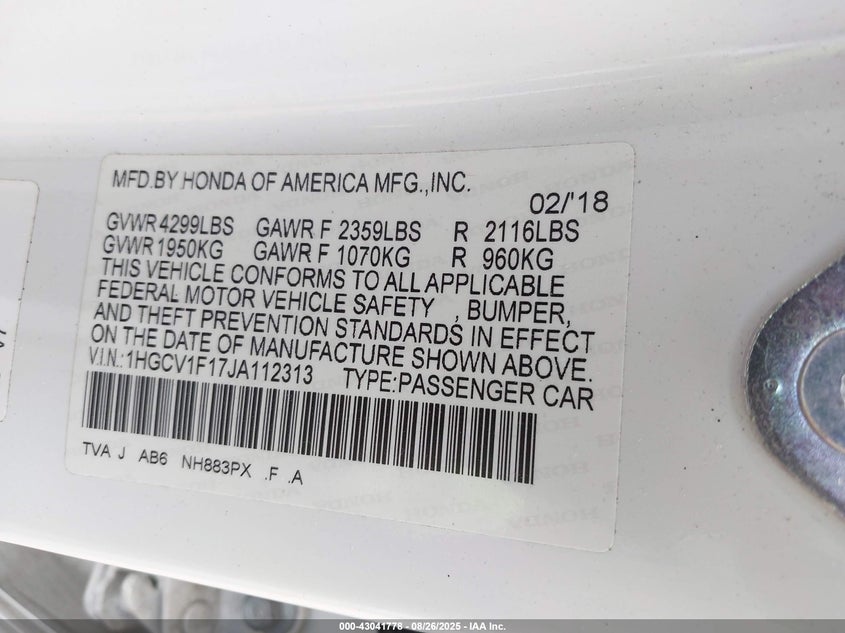 MFD.BY HONDA OF AMERICA MFG.,INC.
02/'18
GVWR 4299LBS GAWR F 2359LBS R 2116LBS
GVWR 1950KG GAWR F 1070KG R 960KG
THIS VEHICLE CONFORMS TO ALL APPLICABLE
FEDERAL MOTOR VEHICLE SAFETY , BUMPER,
AND THEFT PREVENTION STANDARDS IN EFFECT
ON THE DATE OF MANUFACTURE SHOWN ABOVE.
V.I.N.:1HGCV1F17JA112313 TYPE:PASSENGER CAR
TVA J AB6 NH883PX .F .A
HONDA
000-43041778 - 08/26/2025 - IAA Inc.